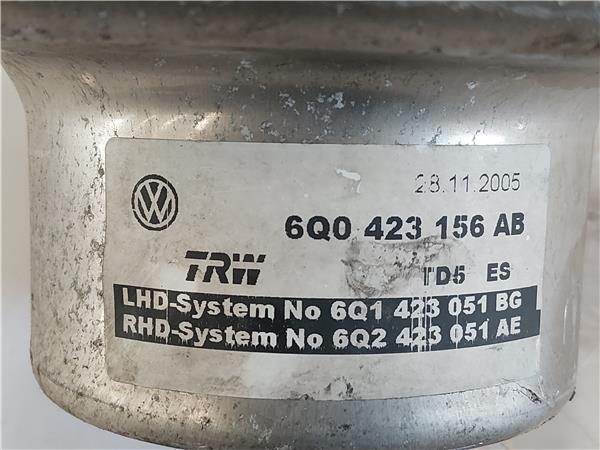 28.11.2005
6Q0 423 156 AB
TRW
TD5 ES
LHD-System No 6Q1 423 051 BG
RHD-System No 6Q2 423 051 AE